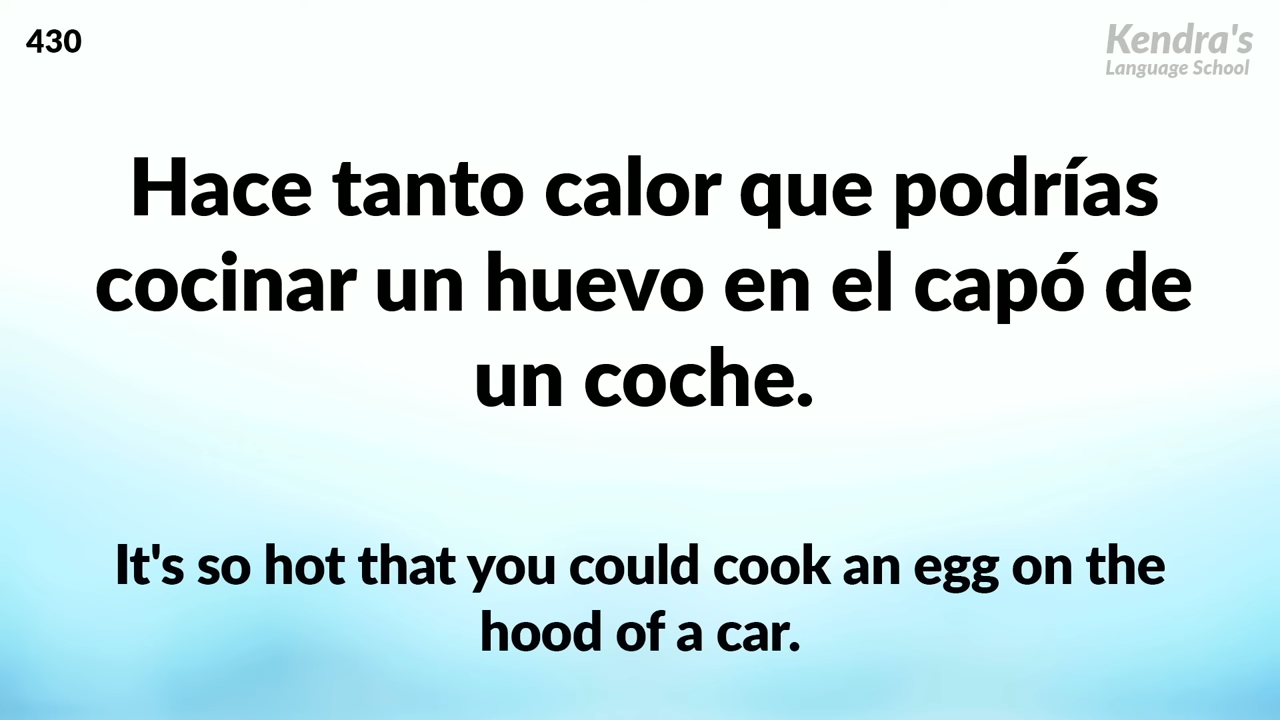 430
Kendra's
Language School
Hace tanto calor que podrías
cocinar un huevo en el capó de
un coche.
It's so hot that you could cook an egg on the
hood of a car.